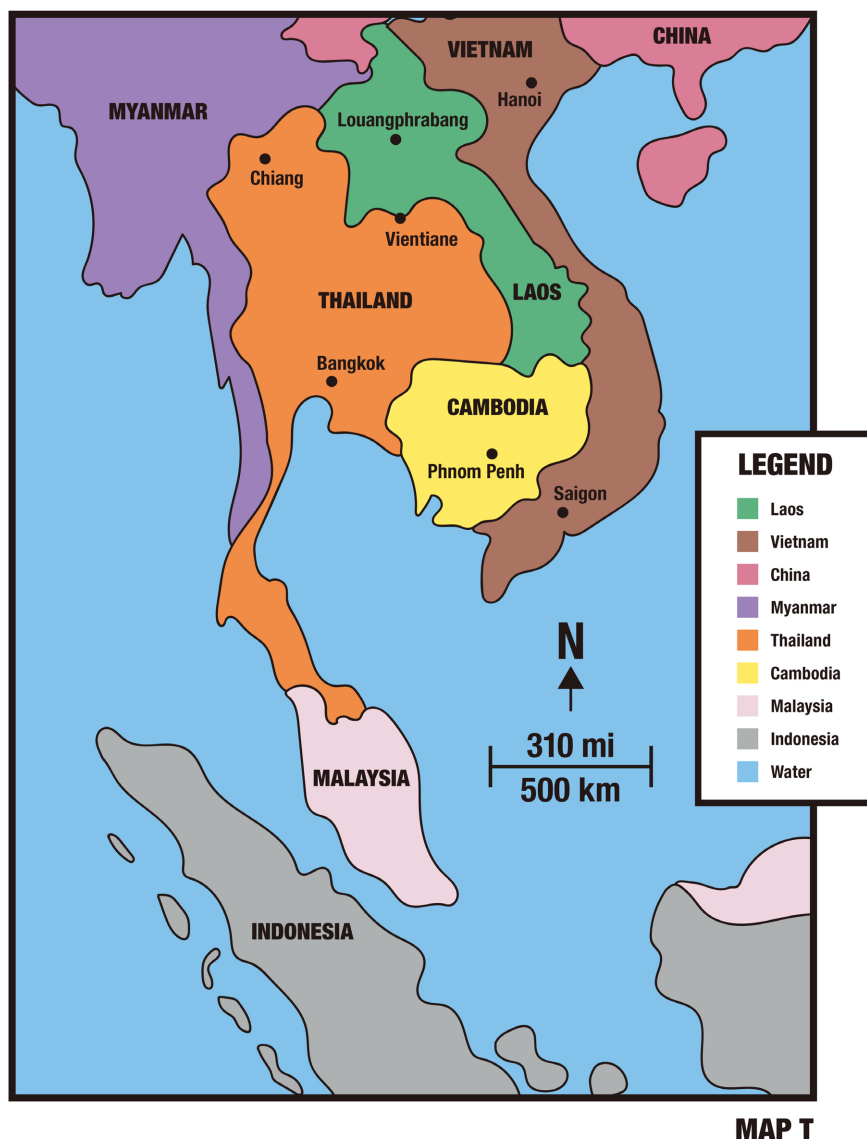 CHINA
VIETNAM
Hanoi
MYANMAR
Louangphrabang
Chiang
Vientiane
LAOS
THAILAND
Bangkok
CAMBODIA
Phnom Penh
Saigon
LEGEND
Laos
Vietnam
China
Myanmar
Thailand
Cambodia
Malaysia
Indonesia
Water
N
310 mi
500 km
MALAYSIA
INDONESIA
MAP T